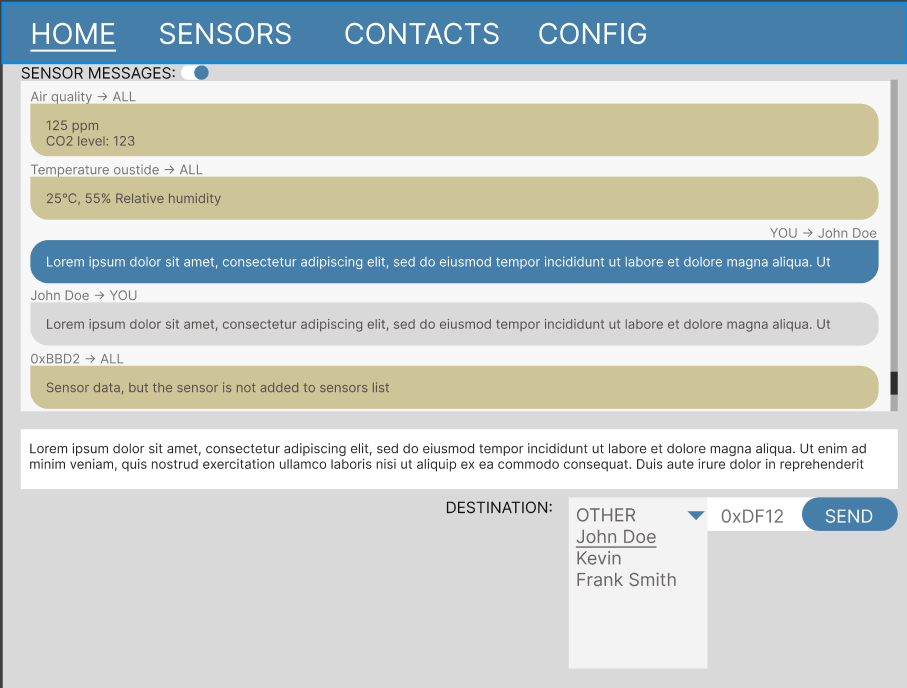 HOME SENSORS CONTACTS CONFIG
SENSOR MESSAGES:
Air quality → ALL
125 ppm
CO2 level: 123
Temperature oustide → ALL
25°C, 55% Relative humidity
YOU → John Doe
Lorem ipsum dolor sit amet, consectetur adipiscing elit, sed do eiusmod tempor incididunt ut labore et dolore magna aliqua. Ut
John Doe → YOU
Lorem ipsum dolor sit amet, consectetur adipiscing elit, sed do eiusmod tempor incididunt ut labore et dolore magna aliqua. Ut
0xBBD2 → ALL
Sensor data, but the sensor is not added to sensors list
Lorem ipsum dolor sit amet, consectetur adipiscing elit, sed do eiusmod tempor incididunt ut labore et dolore magna aliqua. Ut enim ad
minim veniam, quis nostrud exercitation ullamco laboris nisi ut aliquip ex ea commodo consequat. Duis aute irure dolor in reprehenderit
DESTINATION: OTHER 0xDF12 SEND
John Doe
Kevin
Frank Smith